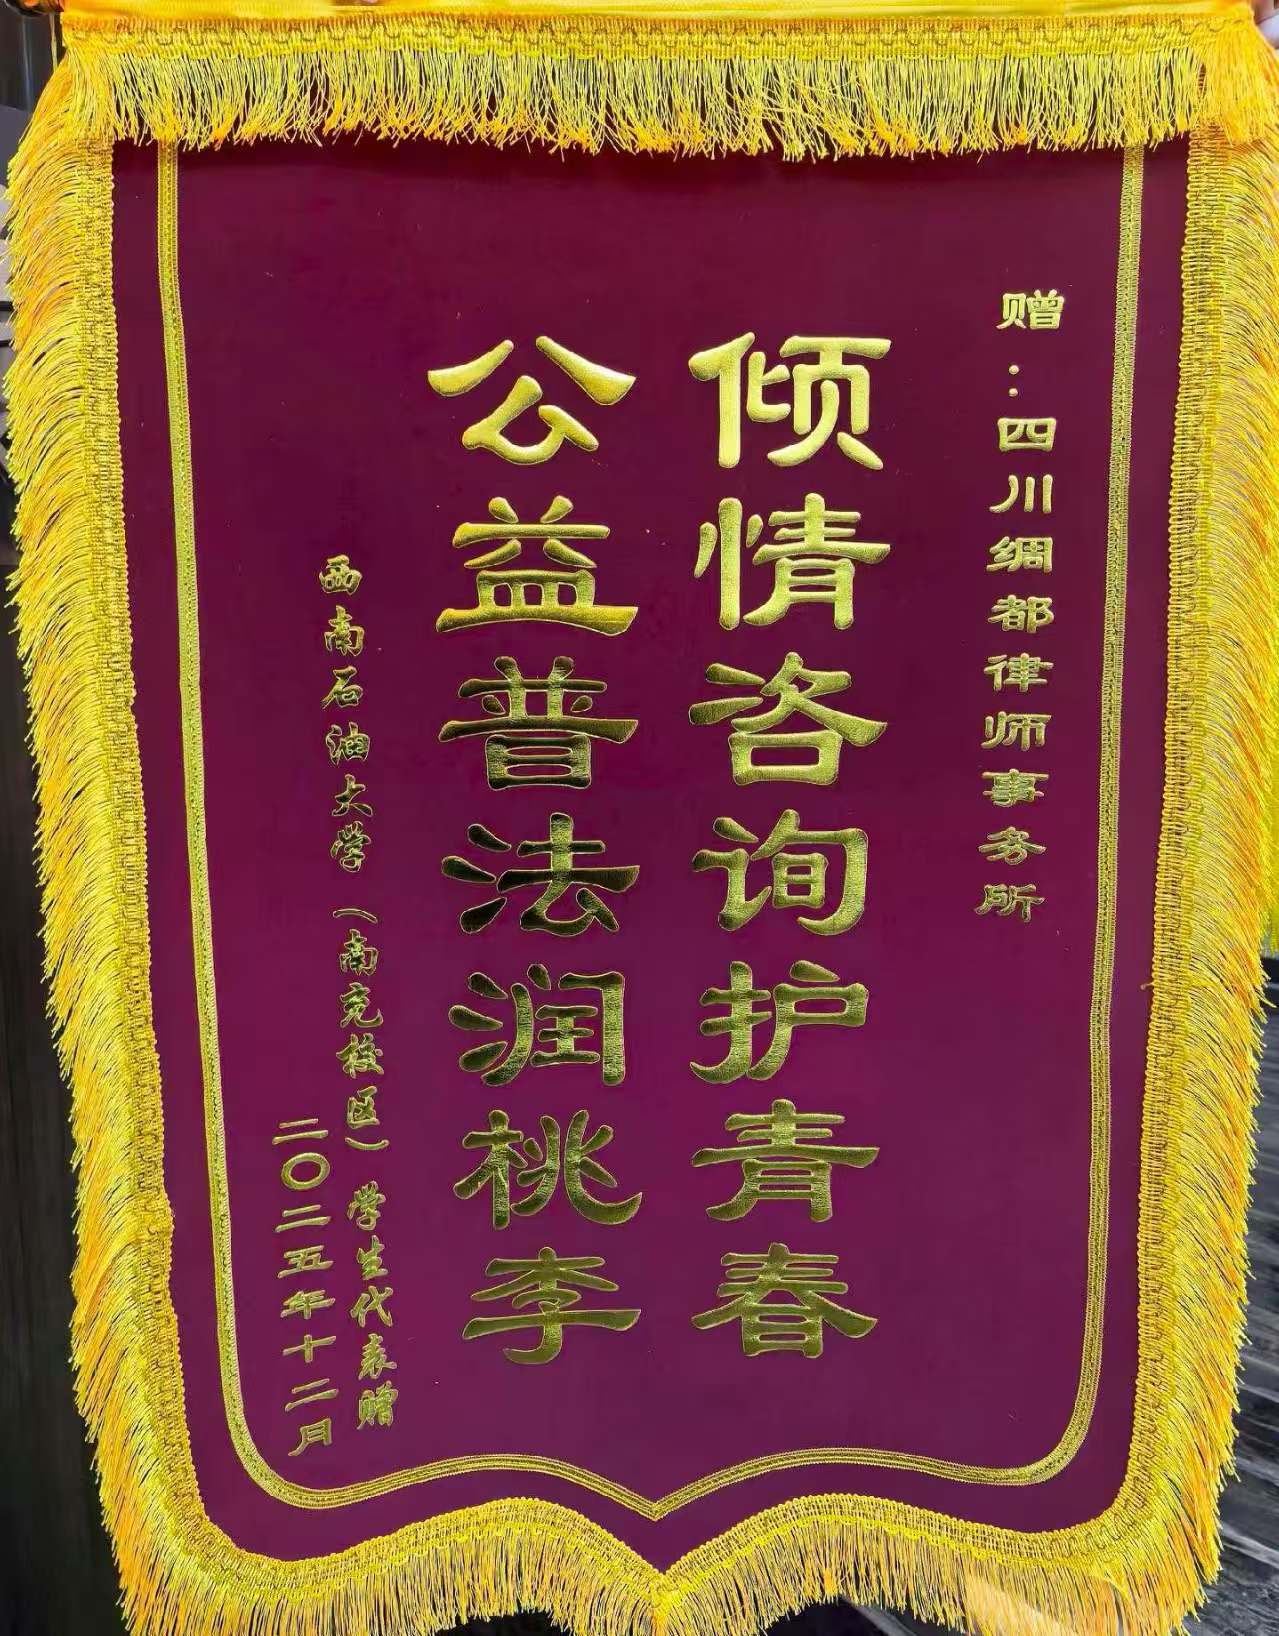 赠：四川绸都律师事务所
倾情咨询护青春
公益普法润桃李
西南石油大学（南充校区）学生代表赠
二〇二五年十二月